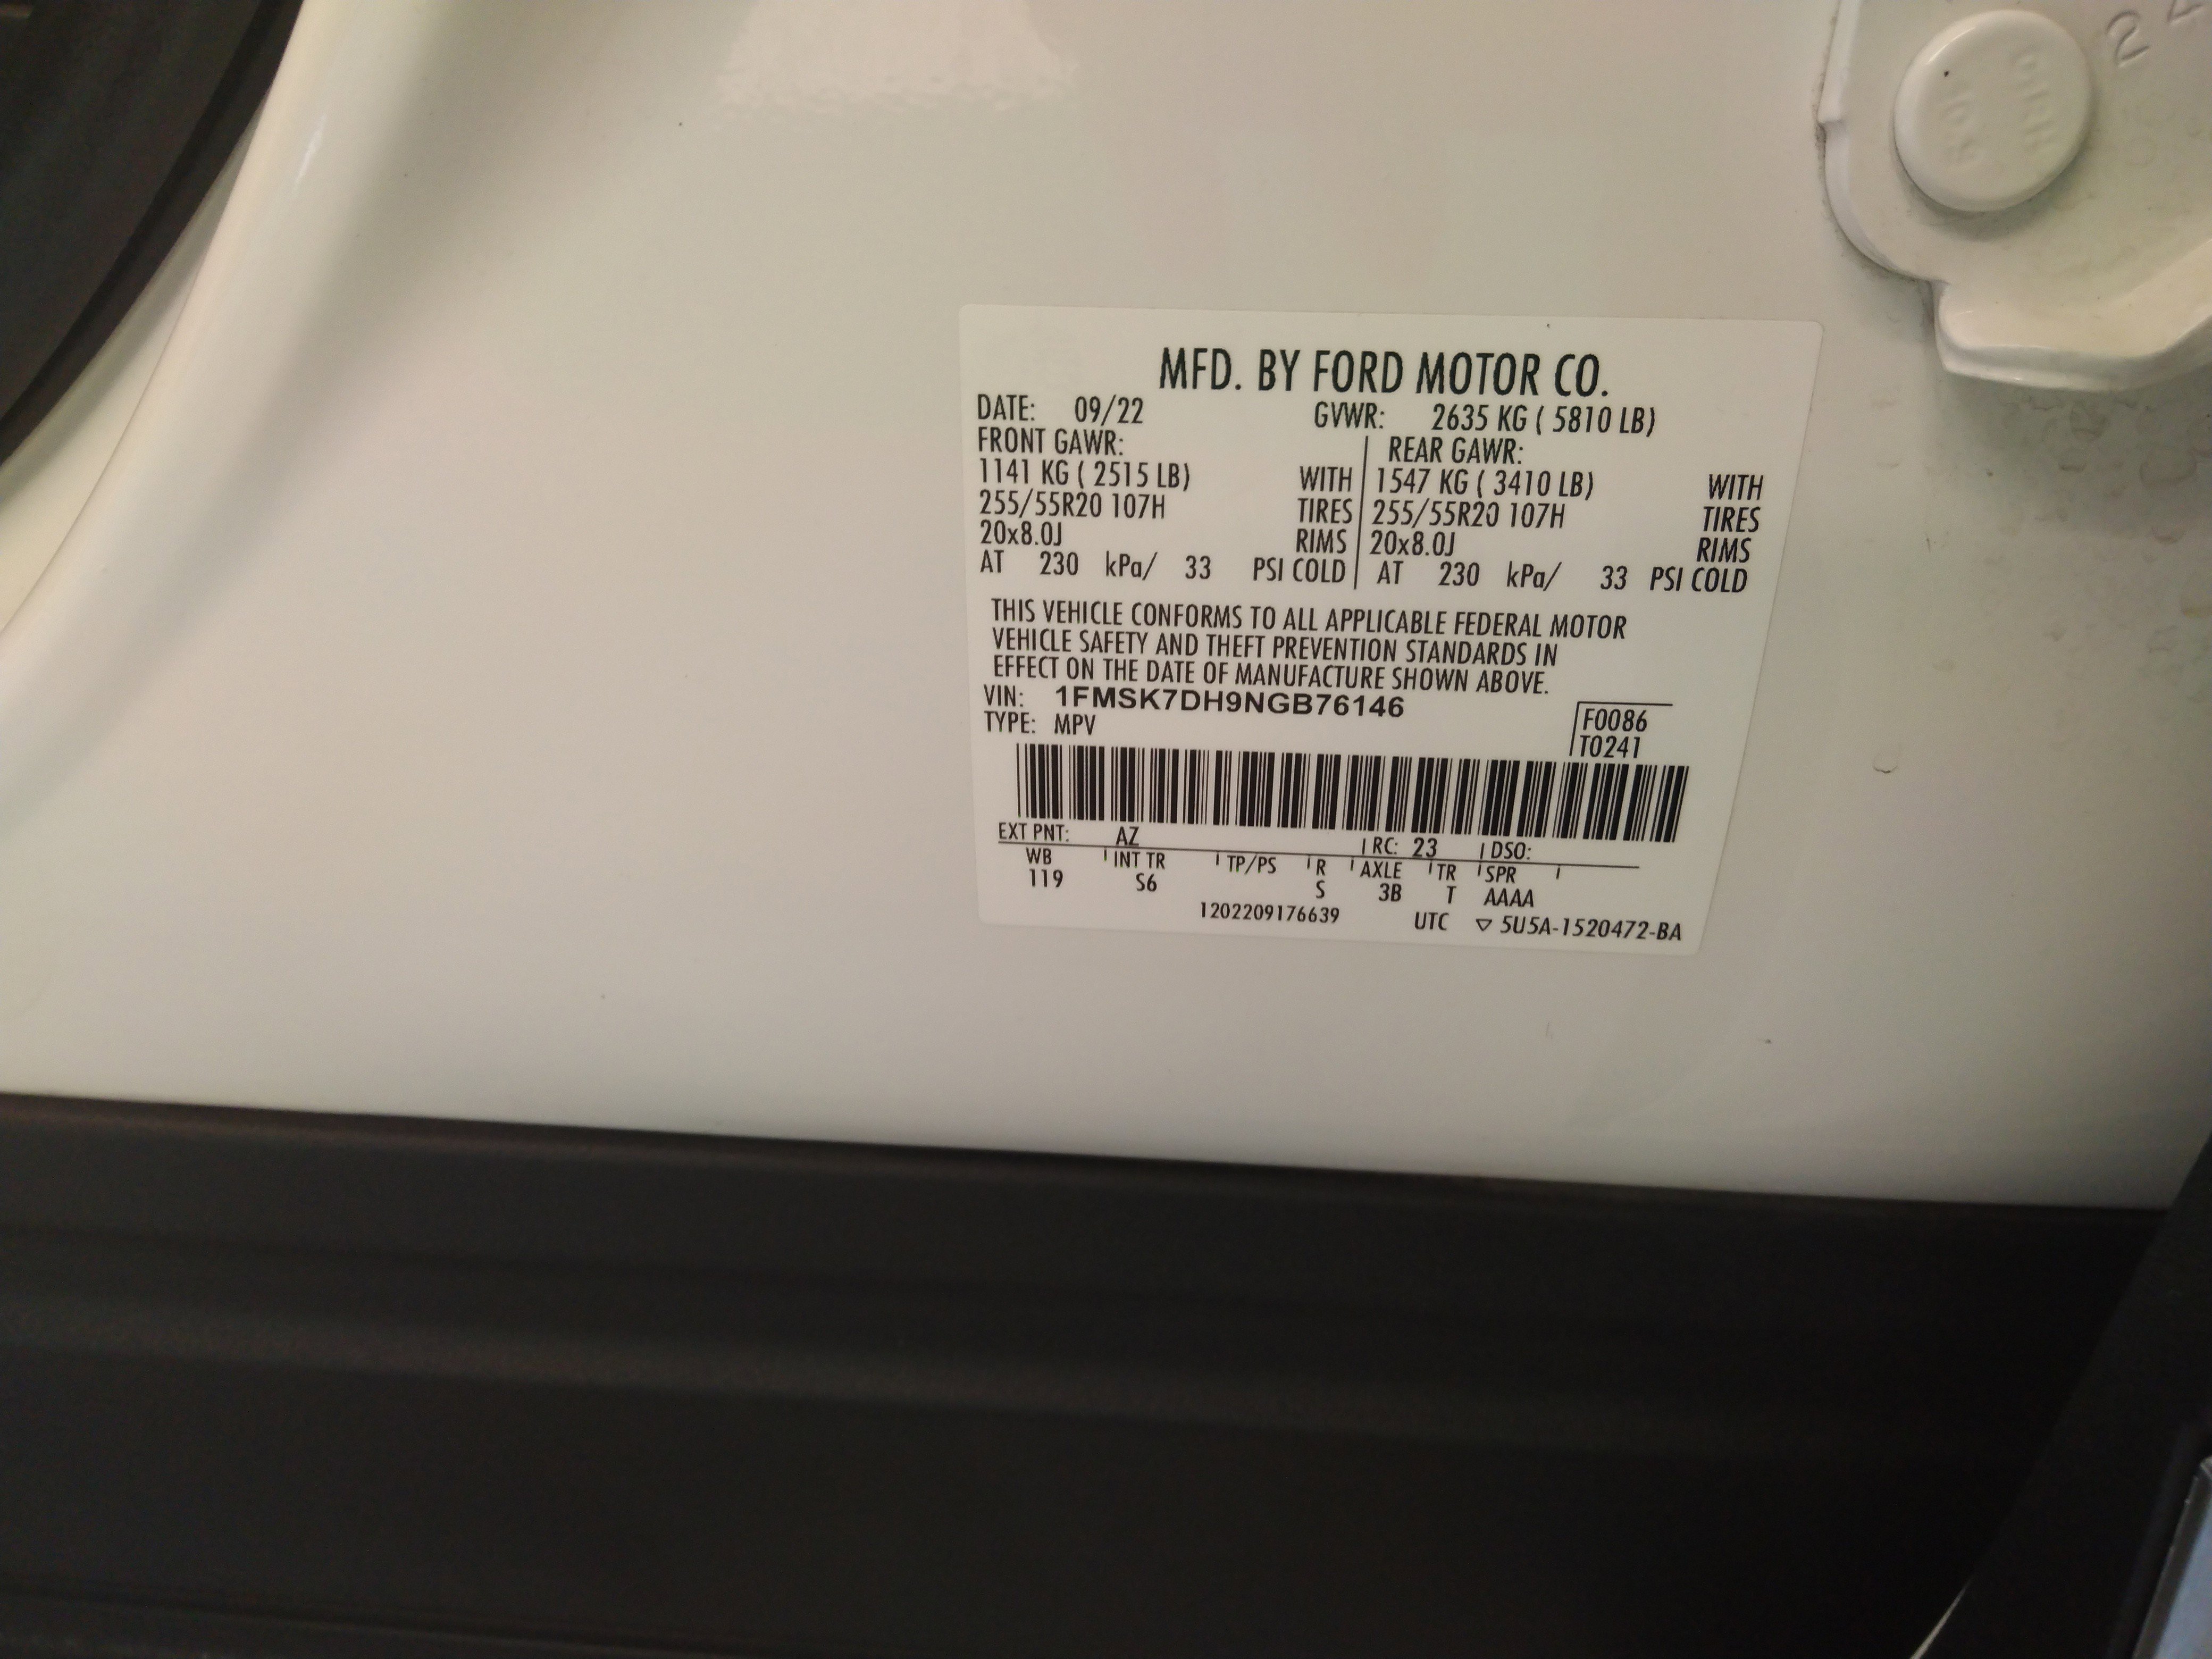 MFD. BY FORD MOTOR CO.
DATE: 09/22 GVWR: 2635 KG ( 5810 LB)
FRONT GAWR: REAR GAWR:
1141 KG ( 2515 LB) WITH 1547 KG ( 3410 LB) WITH
255/55R20 107H TIRES 255/55R20 107H TIRES
20x8.0J RIMS 20x8.0J RIMS
AT 230 kPa/ 33 PSI COLD AT 230 kPa/ 33 PSI COLD
THIS VEHICLE CONFORMS TO ALL APPLICABLE FEDERAL MOTOR
VEHICLE SAFETY AND THEFT PREVENTION STANDARDS IN
EFFECT ON THE DATE OF MANUFACTURE SHOWN ABOVE.
VIN: 1FMSK7DH9NGB76146
F0086
TYPE: MPV
T0241
EXT PNT: AZ RC: 23 DSO:
WB INT TR TP/PS R AXLE TR SPR
119 S6 S 3B T AAAA
1202209176639 UTC ▽ 5U5A-1520472-BA
10.9